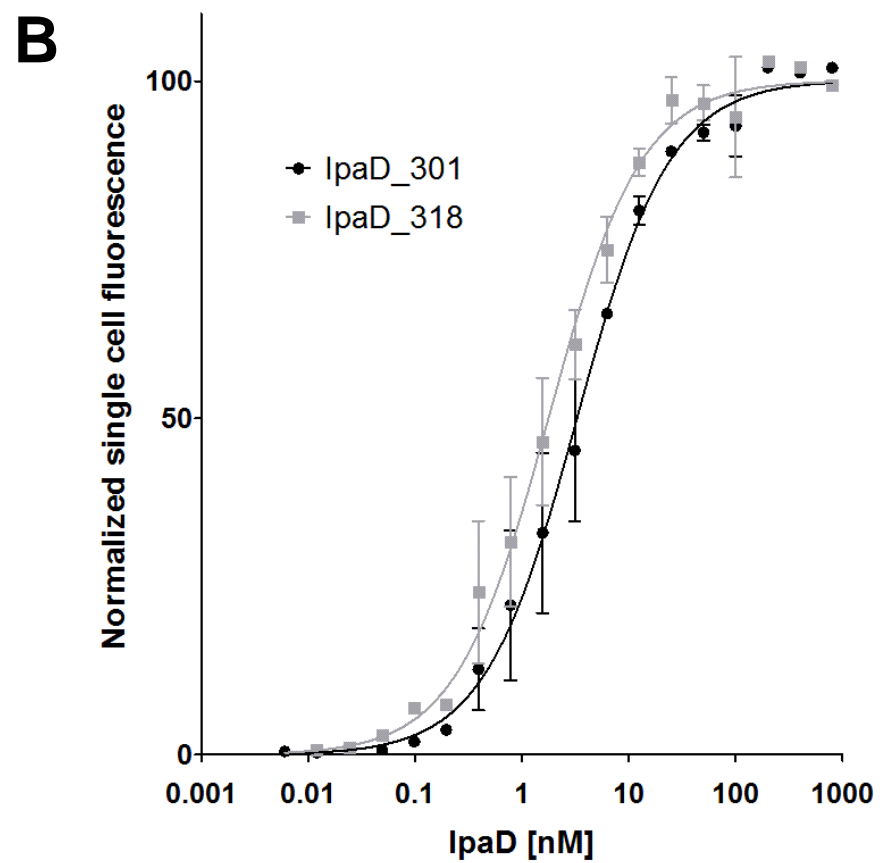 B
Normalized single cell fluorescence
100
50
0
IpaD_301
IpaD_318
0.001 0.01 0.1 1 10 100 1000
IpaD [nM]